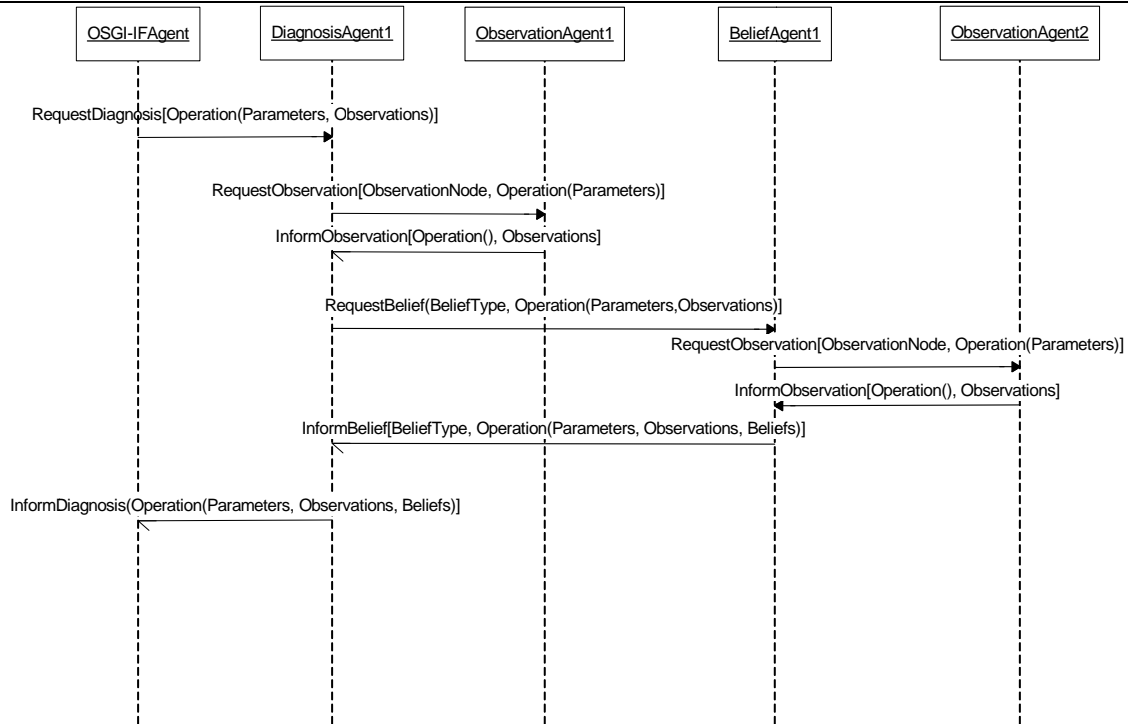 OSGI-IFAgent
DiagnosisAgent1
ObservationAgent1
BeliefAgent1
ObservationAgent2
RequestDiagnosis[Operation(Parameters, Observations)]
RequestObservation[ObservationNode, Operation(Parameters)]
InformObservation[Operation(), Observations]
RequestBelief(BeliefType, Operation(Parameters,Observations)]
RequestObservation[ObservationNode, Operation(Parameters)]
InformObservation[Operation(), Observations]
InformBelief[BeliefType, Operation(Parameters, Observations, Beliefs)]
InformDiagnosis(Operation(Parameters, Observations, Beliefs)]